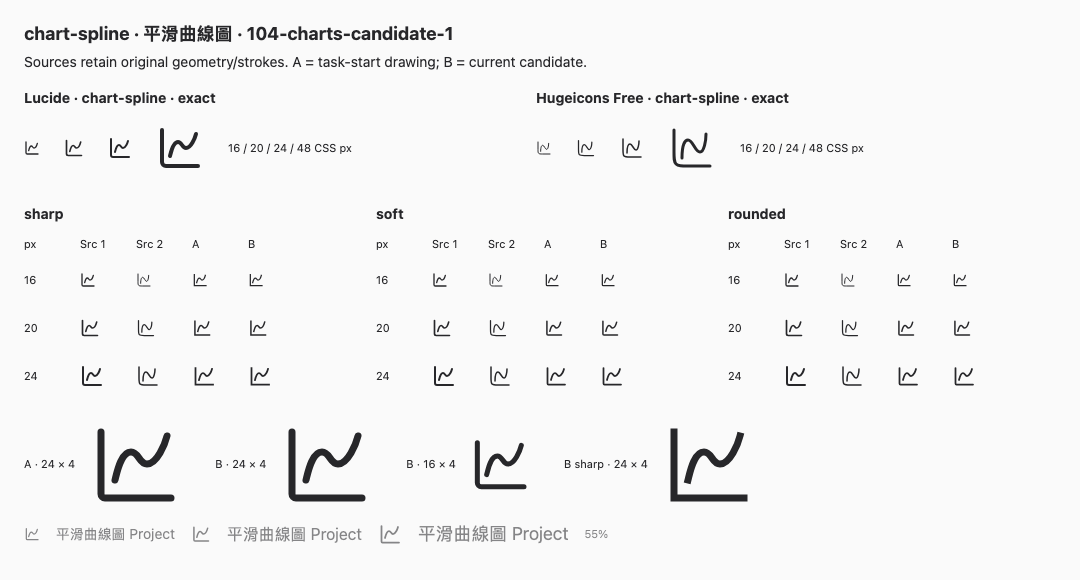 chart-spline · 平滑曲線圖 · 104-charts-candidate-1
Sources retain original geometry/strokes. A = task-start drawing; B = current candidate.
Lucide · chart-spline · exact
Hugeicons Free · chart-spline · exact
16 / 20 / 24 / 48 CSS px
16 / 20 / 24 / 48 CSS px
sharp
soft
rounded
px Src 1 Src 2 A B
px Src 1 Src 2 A B
px Src 1 Src 2 A B
16
16
16
20
20
20
24
24
24
A · 24 × 4
B · 24 × 4
B · 16 × 4
B sharp · 24 × 4
平滑曲線圖 Project
平滑曲線圖 Project
平滑曲線圖 Project
55%